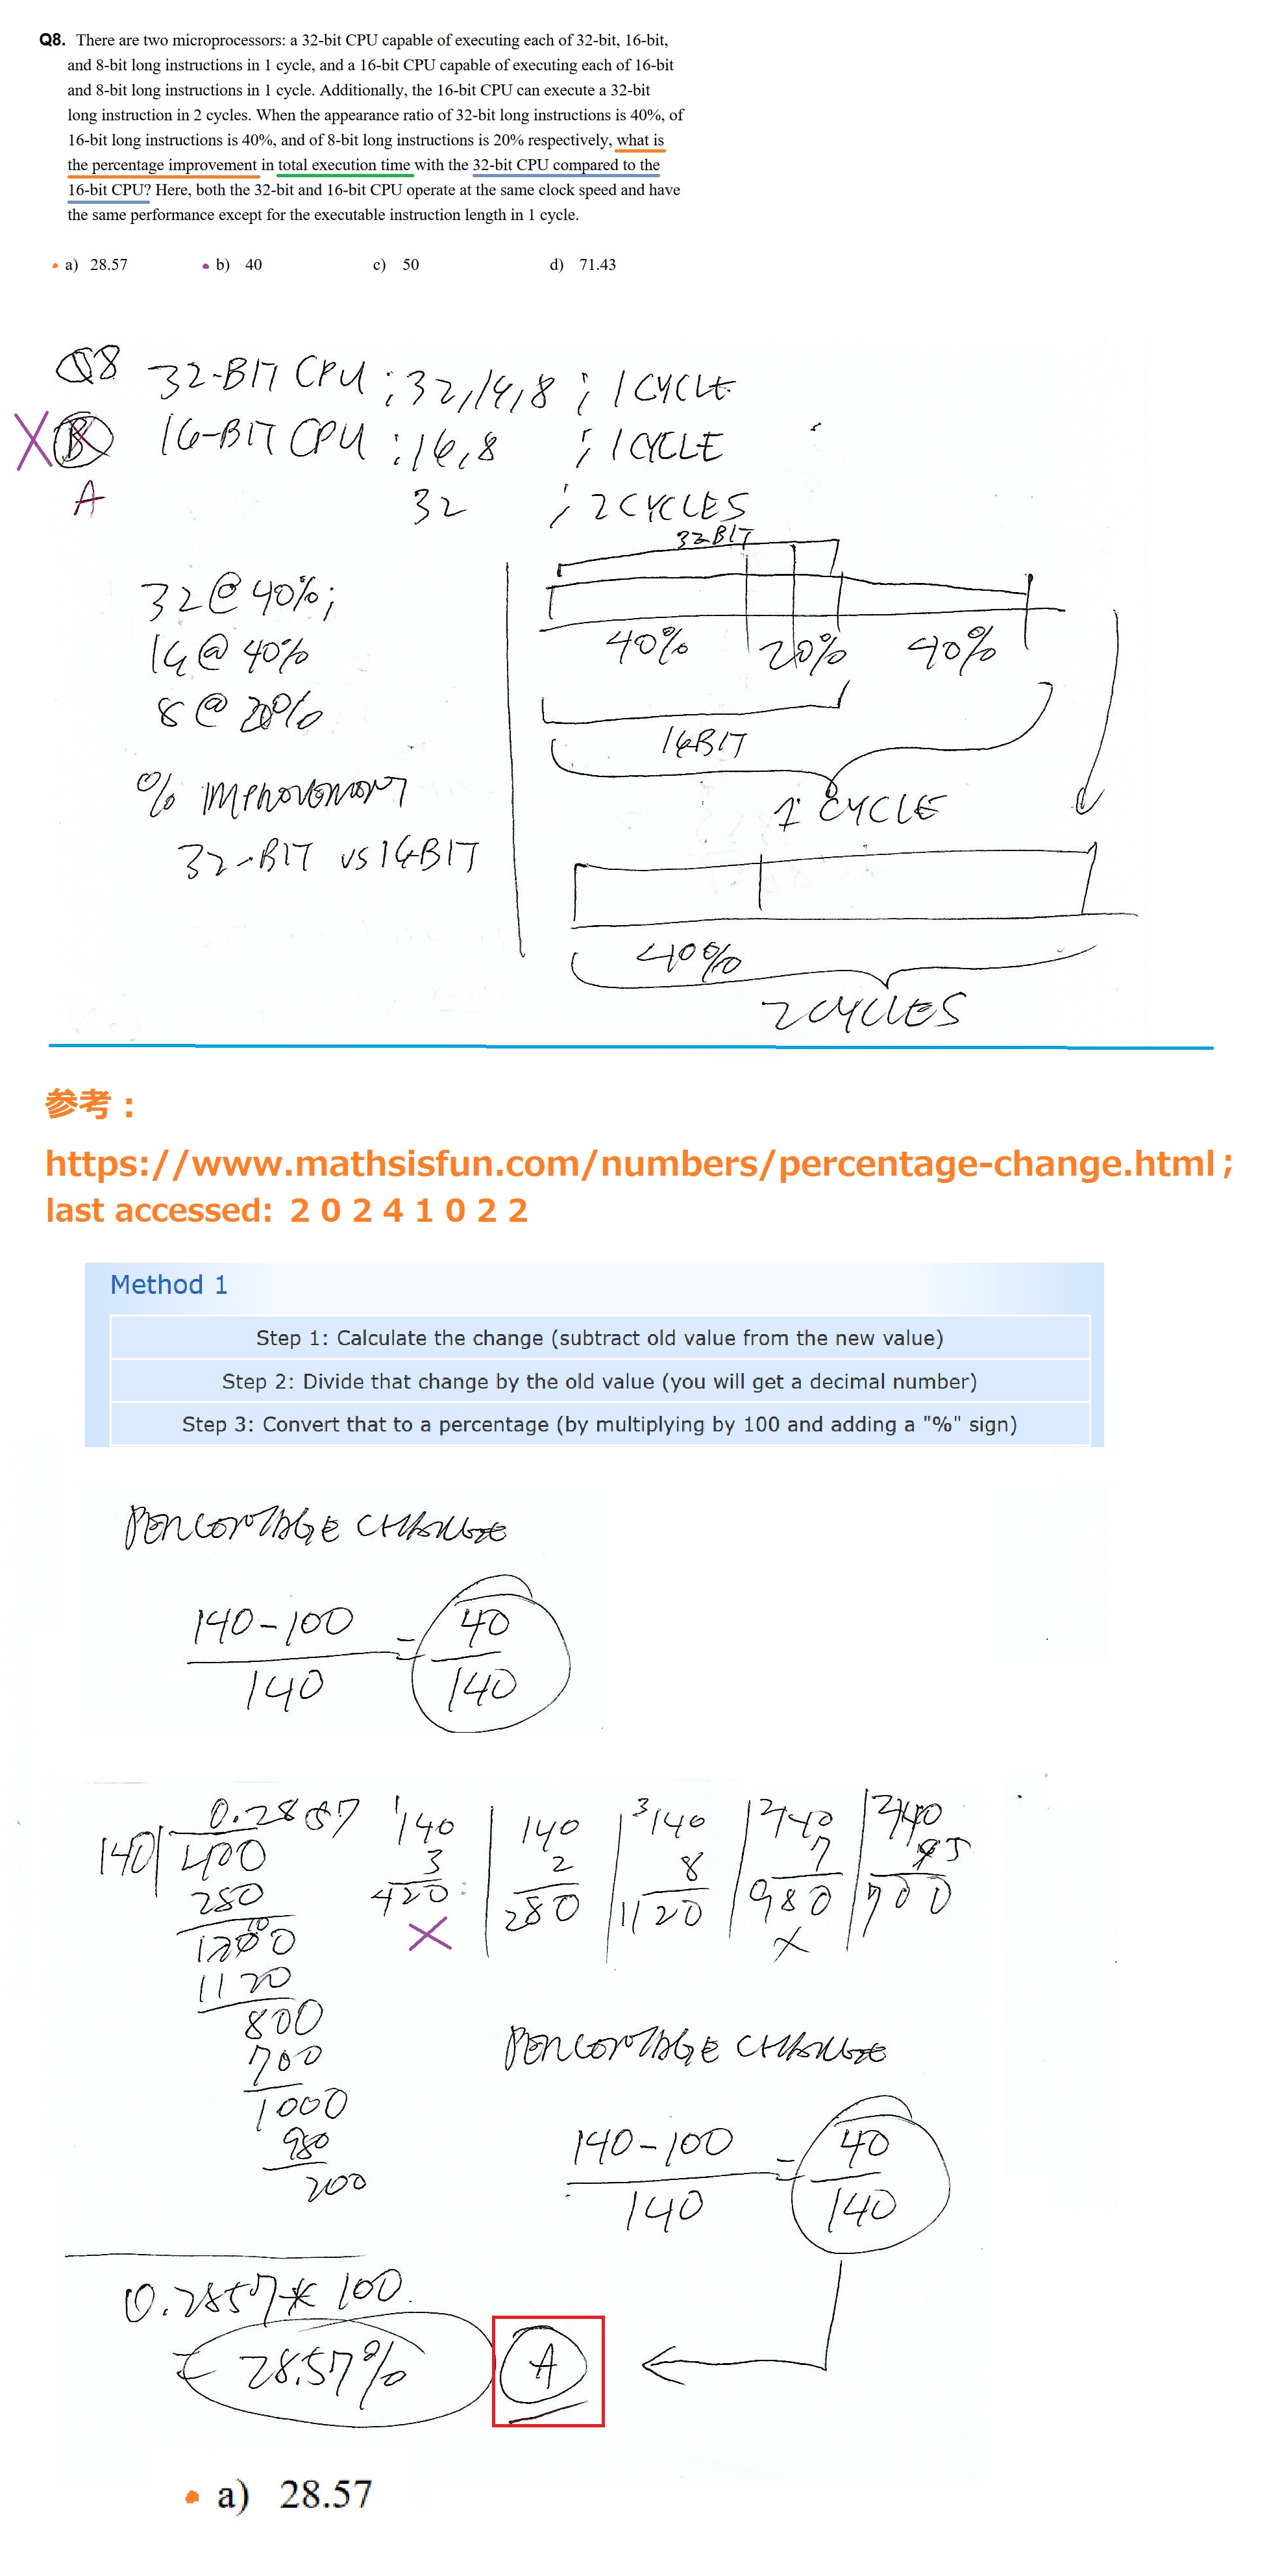 Q8. There are two microprocessors: a 32-bit CPU capable of executing each of 32-bit, 16-bit,
and 8-bit long instructions in 1 cycle, and a 16-bit CPU capable of executing each of 16-bit
and 8-bit long instructions in 1 cycle. Additionally, the 16-bit CPU can execute a 32-bit
long instruction in 2 cycles. When the appearance ratio of 32-bit long instructions is 40%, of
16-bit long instructions is 40%, and of 8-bit long instructions is 20% respectively, what is
the percentage improvement in total execution time with the 32-bit CPU compared to the
16-bit CPU? Here, both the 32-bit and 16-bit CPU operate at the same clock speed and have
the same performance except for the executable instruction length in 1 cycle.
a) 28.57 b) 40 c) 50 d) 71.43
Q8 32-BIT CPU ; 32, 16, 8 ; 1 CYCLE
X B 16-BIT CPU : 16, 8 ; 1 CYCLE
A 32 ; 2 CYCLES
32 BIT
32 @ 40% ;
40% 20% 40%
16 @ 40%
8 @ 20%
16BIT
% IMPROVEMENT
1 CYCLE
32-BIT VS 16BIT
40%
2 CYCLES
参考：
https://www.mathsisfun.com/numbers/percentage-change.html；
last accessed: ２０２４１０２２
Method 1
Step 1: Calculate the change (subtract old value from the new value)
Step 2: Divide that change by the old value (you will get a decimal number)
Step 3: Convert that to a percentage (by multiplying by 100 and adding a "%" sign)
PERCENTAGE CHANGE
140-100 = 40
140 140
0.2857 1 140 140 3 140 2 140 2 140
140 400 3 2 8 7 5
280 420 280 1120 980 700
1200 X X
1120
800
700
PERCENTAGE CHANGE
1000
980 140-100 = 40
200 140 140
0.2857 * 100
= 28.57% A
a) 28.57